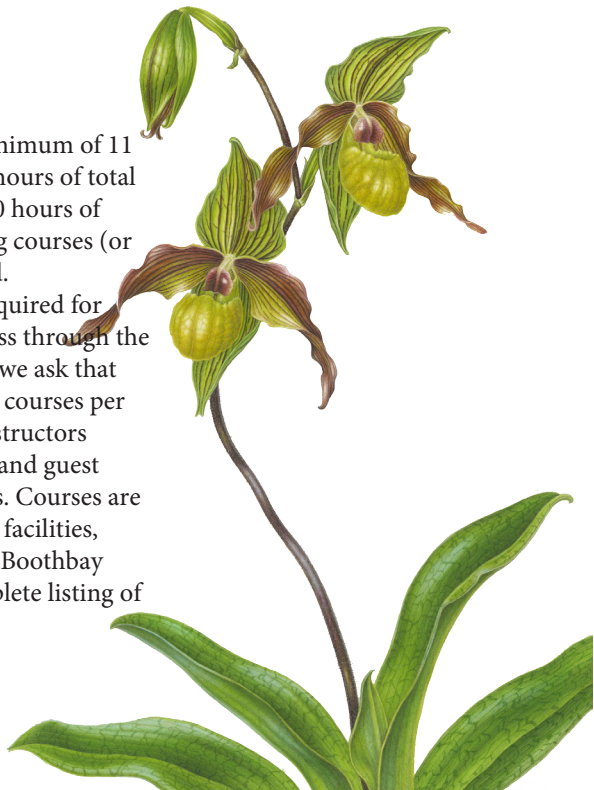 nimum of 11
hours of total
0 hours of
g courses (or
l.
quired for
ss through the
we ask that
courses per
structors
and guest
s. Courses are
facilities,
Boothbay
plete listing of